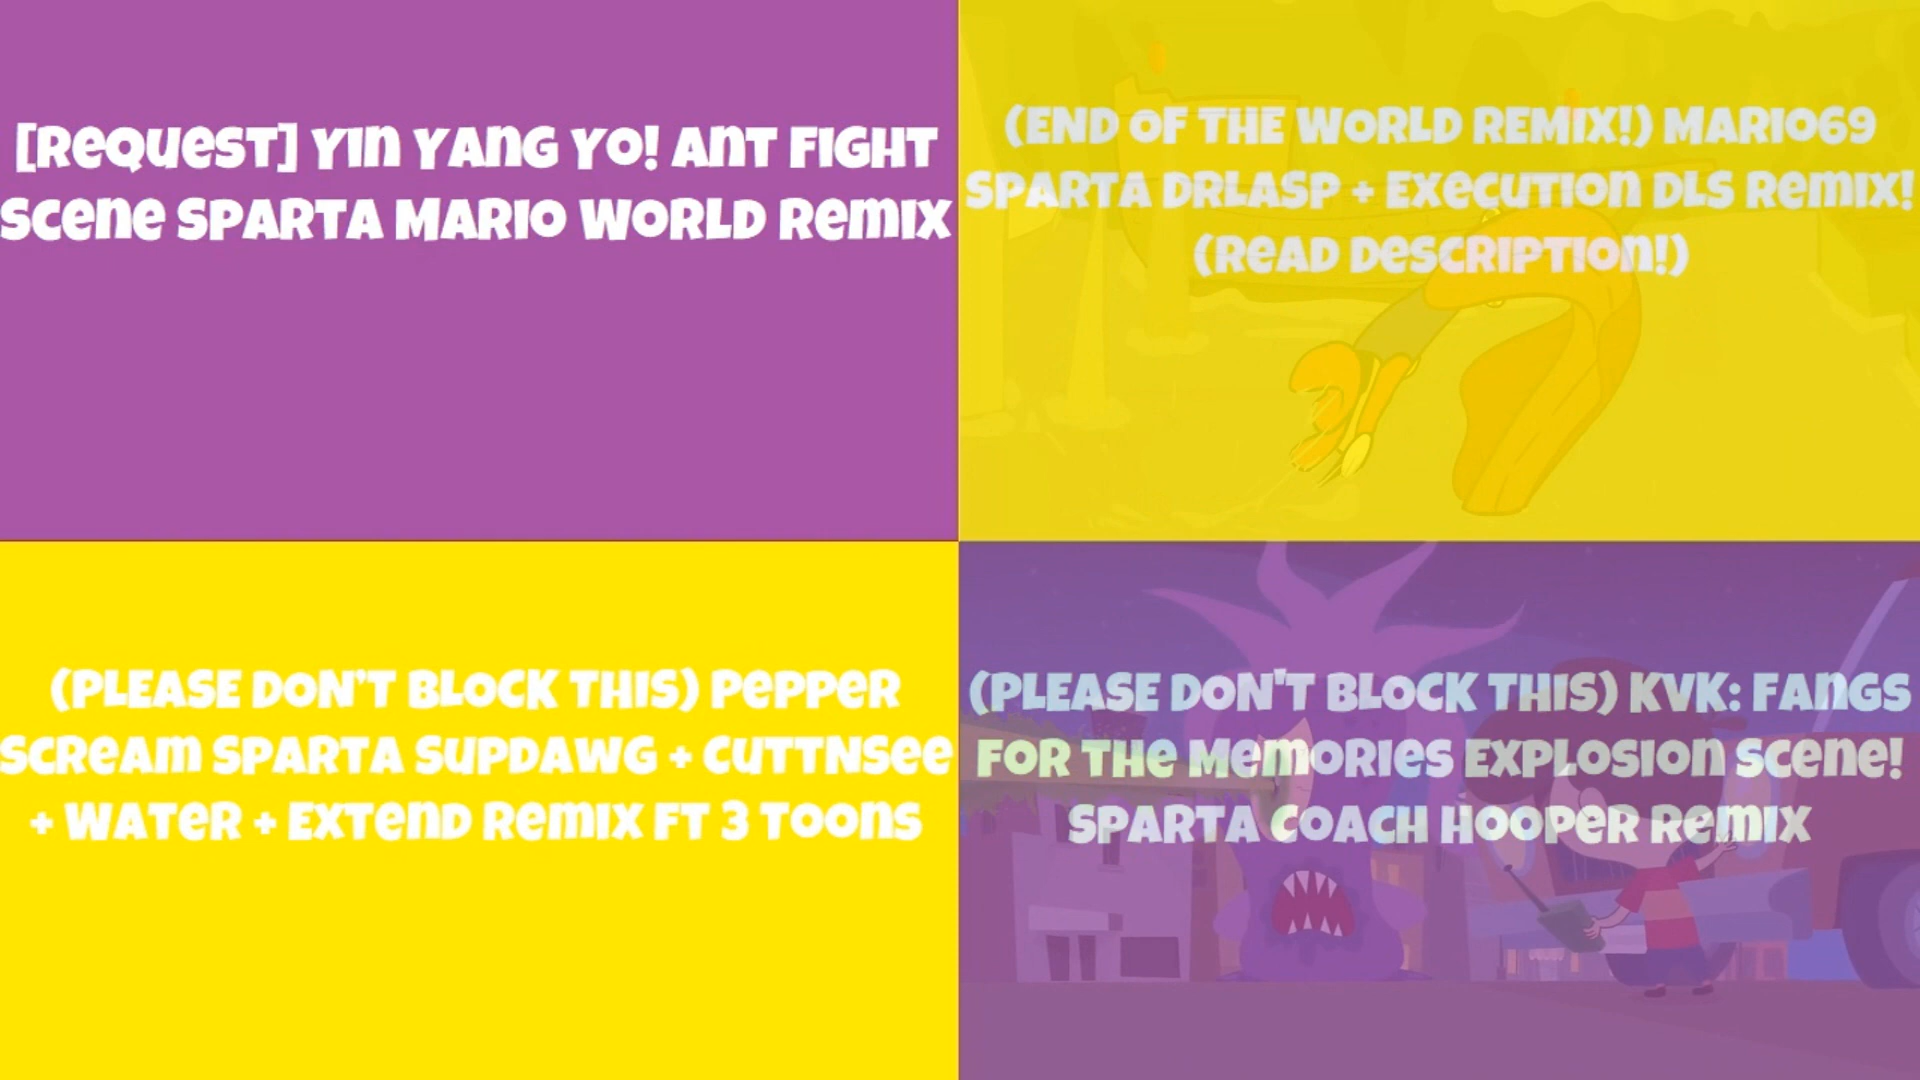 [Request] Yin Yang Yo! Ant Fight
Scene Sparta Mario World Remix
(END OF THE WORLD REMIX!) MARIO69
SPARTA DRLASP + Execution DLS Remix!
(Read Description!)
(PLEASE DON'T BLOCK THIS) Pepper
Scream Sparta Supdawg + Cuttnsee
+ Water + Extend Remix FT 3 Toons
(PLEASE DON'T BLOCK THIS) KVK: Fangs
For The Memories Explosion Scene!
Sparta Coach Hooper Remix